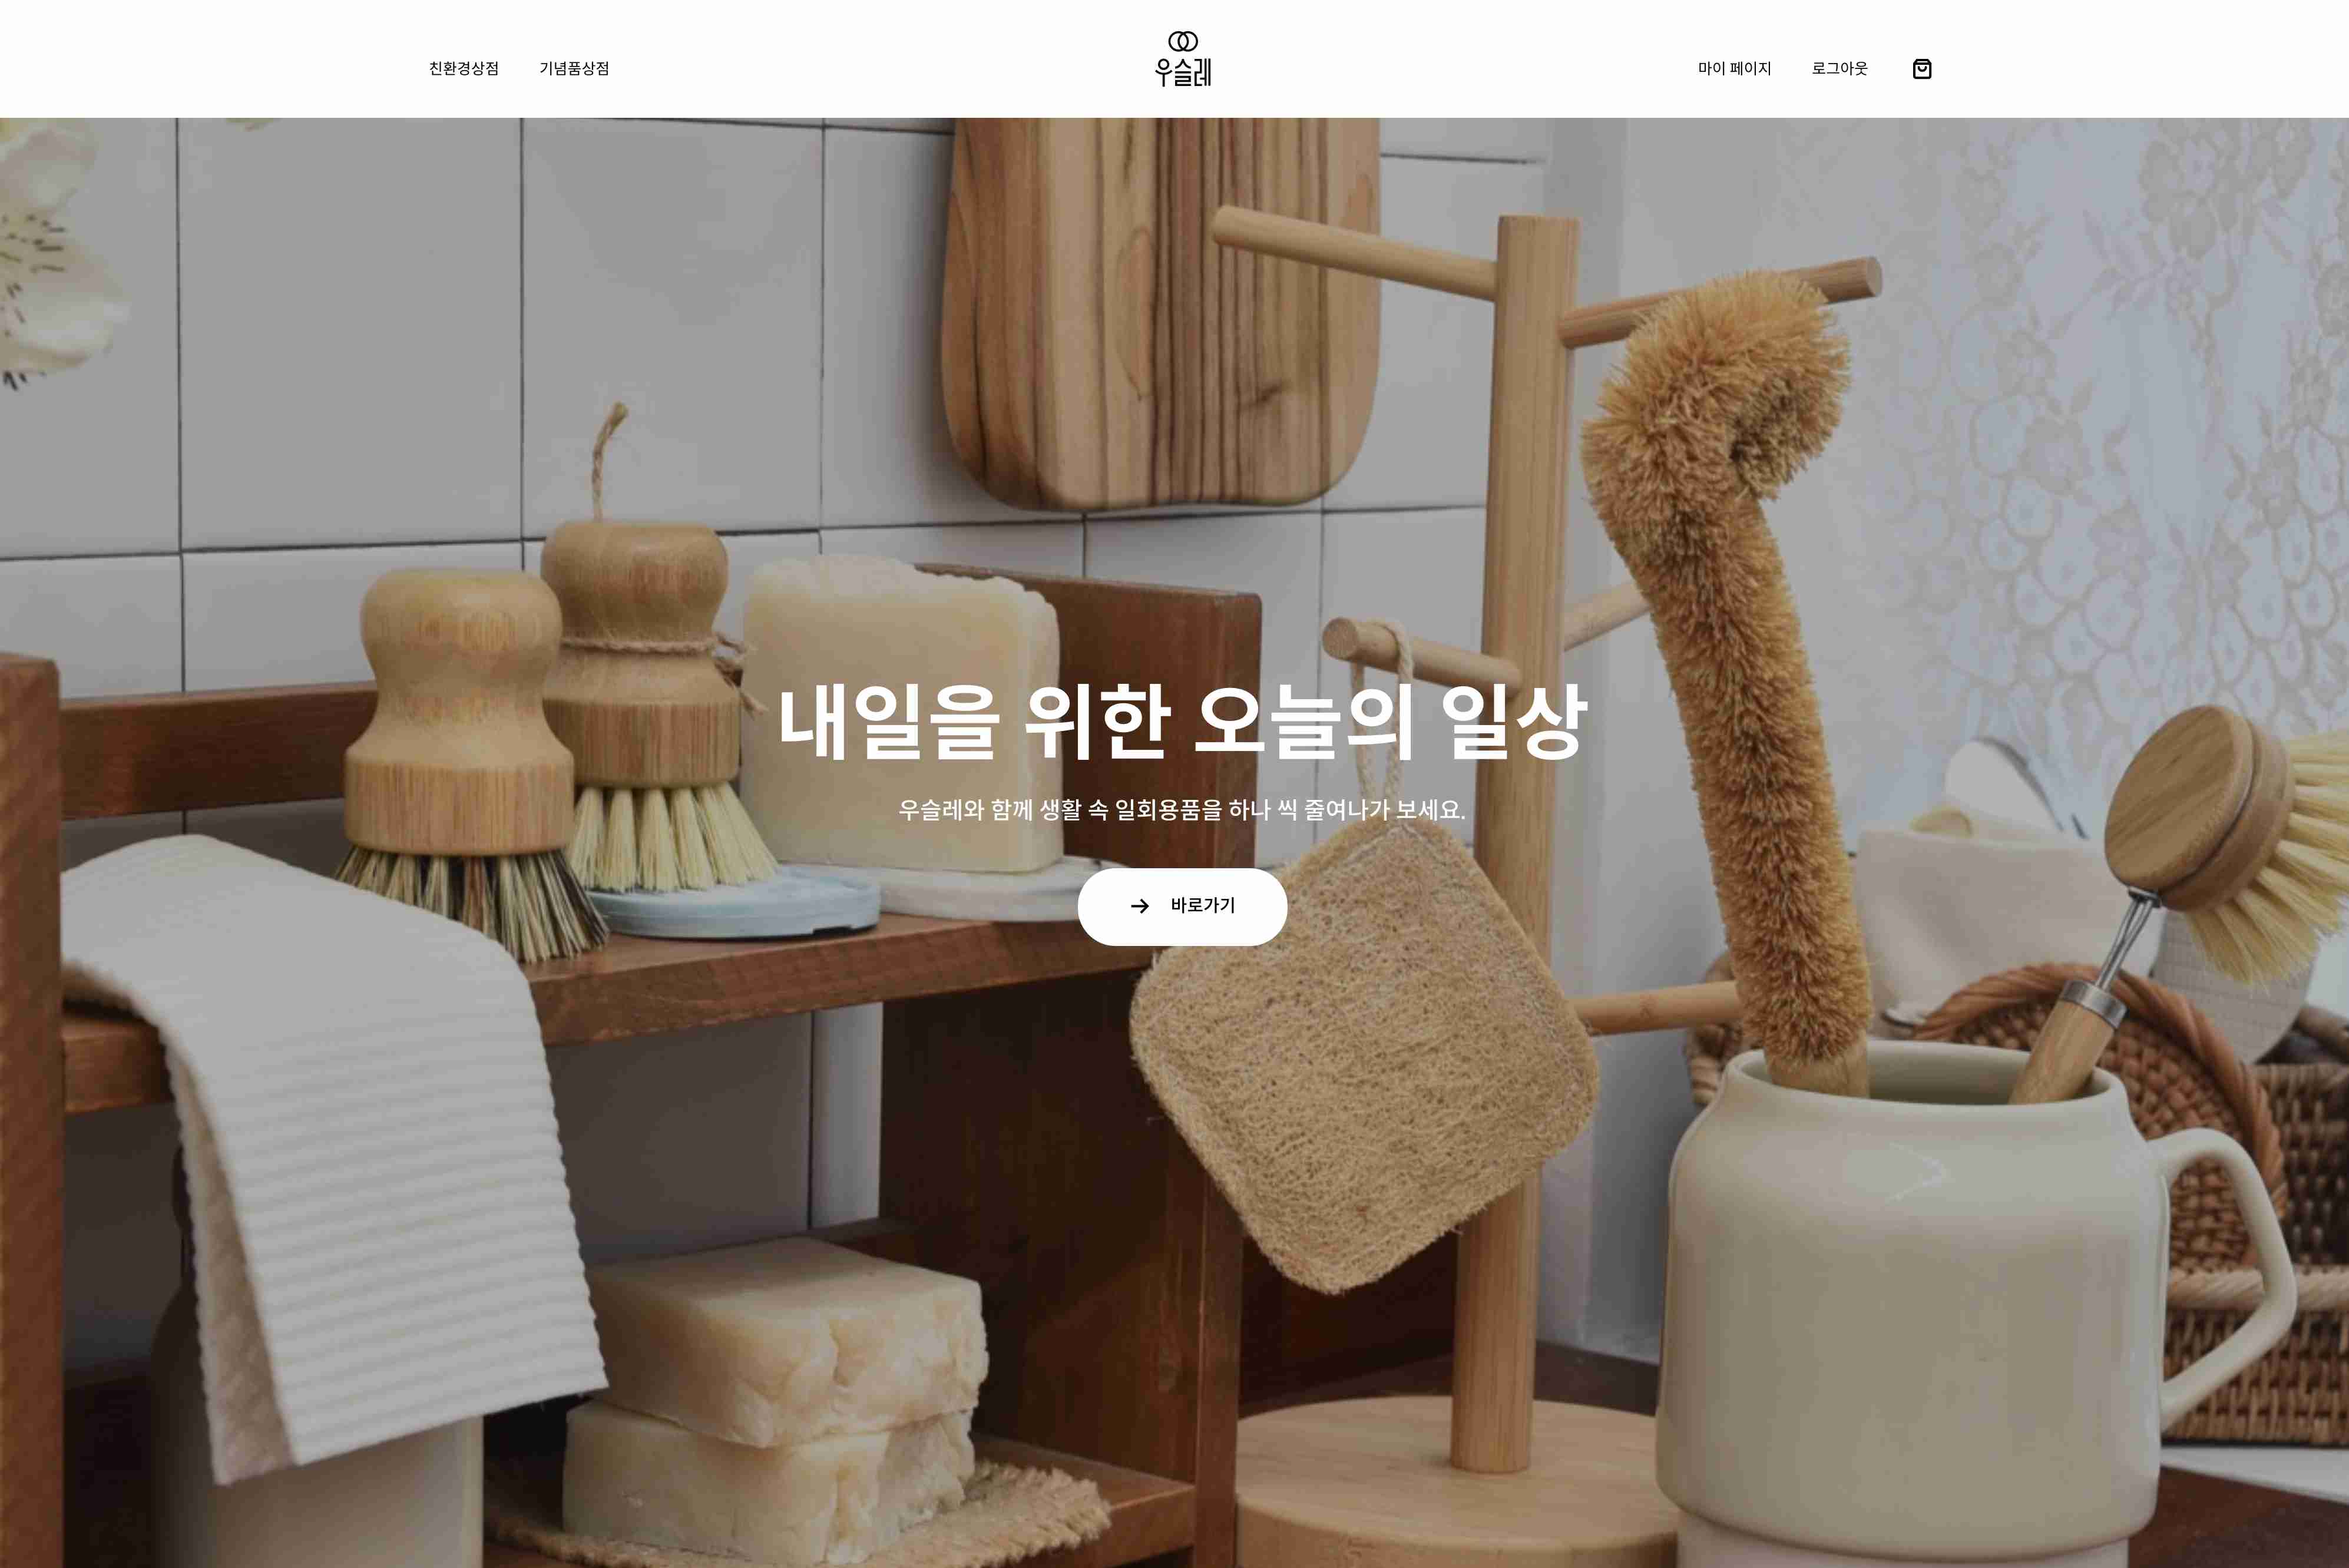 친환경상점
기념품상점
우슬레
마이 페이지
로그아웃
내일을 위한 오늘의 일상
우슬레와 함께 생활 속 일회용품을 하나 씩 줄여나가 보세요.
바로가기